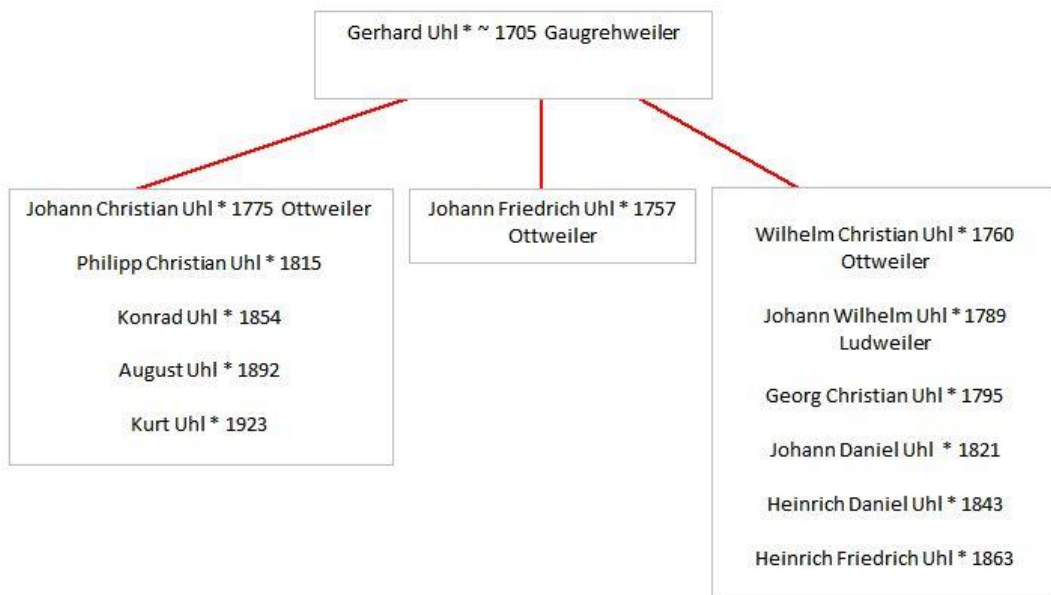 Gerhard Uhl * ~ 1705 Gaugrehweiler
Johann Christian Uhl * 1775 Ottweiler
Philipp Christian Uhl * 1815
Konrad Uhl * 1854
August Uhl * 1892
Kurt Uhl * 1923
Johann Friedrich Uhl * 1757
Ottweiler
Wilhelm Christian Uhl * 1760
Ottweiler
Johann Wilhelm Uhl * 1789
Ludweiler
Georg Christian Uhl * 1795
Johann Daniel Uhl * 1821
Heinrich Daniel Uhl * 1843
Heinrich Friedrich Uhl * 1863